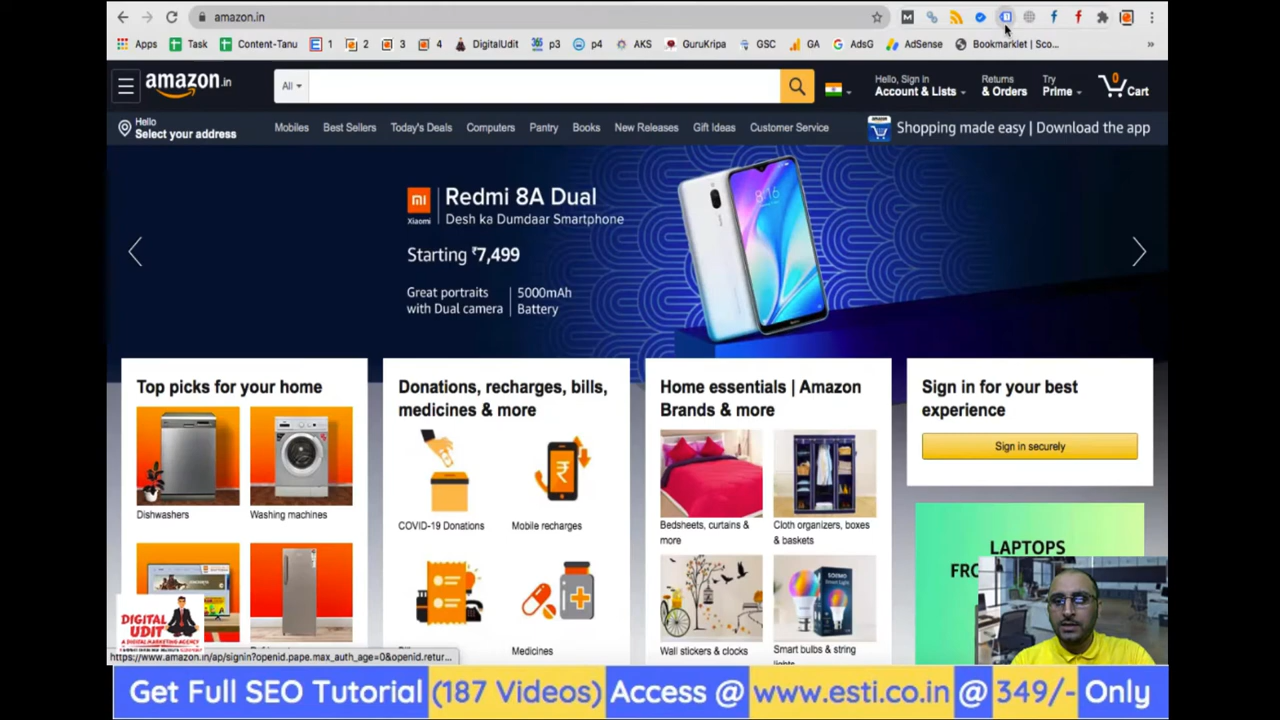 amazon.in
M
Apps
Task
Content-Tanu
E 1
2
3
4
DigitalUdit
p3
p4
AKS
GuruKripa
GSC
GA
AdsG
AdSense
Bookmarklet | Sco...
»
amazon.in
All
Hello, Sign in
Account & Lists
Returns
& Orders
Try
Prime
0
Cart
Hello
Select your address
Mobiles
Best Sellers
Today's Deals
Computers
Pantry
Books
New Releases
Gift Ideas
Customer Service
Shopping made easy | Download the app
mi
Xiaomi
Redmi 8A Dual
Desh ka Dumdaar Smartphone
Starting ₹7,499
Great portraits
with Dual camera
5000mAh
Battery
8:16
Top picks for your home
Dishwashers
Washing machines
Donations, recharges, bills,
medicines & more
COVID-19 Donations
Mobile recharges
Medicines
Home essentials | Amazon
Brands & more
Bedsheets, curtains &
more
Cloth organizers, boxes
& baskets
Wall stickers & clocks
Smart bulbs & string
Sign in for your best
experience
Sign in securely
LAPTOPS
FRO
DIGITAL
UDIT
A DIGITAL MARKETING AGENCY
https://www.amazon.in/ap/signin?openid.pape.max_auth_age=0&openid.retur...
Get Full SEO Tutorial (187 Videos) Access @ www.esti.co.in @ 349/- Only